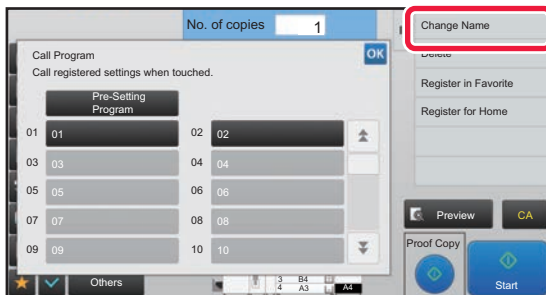 No. of copies 1
Change Name
Call Program
OK
Delete
Call registered settings when touched.
Register in Favorite
Pre-Setting
Program
Register for Home
01 01 02 02
03 03 04 04
05 05 06 06
07 07 08 08
Preview CA
09 09 10 10
Proof Copy
Others
3 B4
4 A3 A4
Start